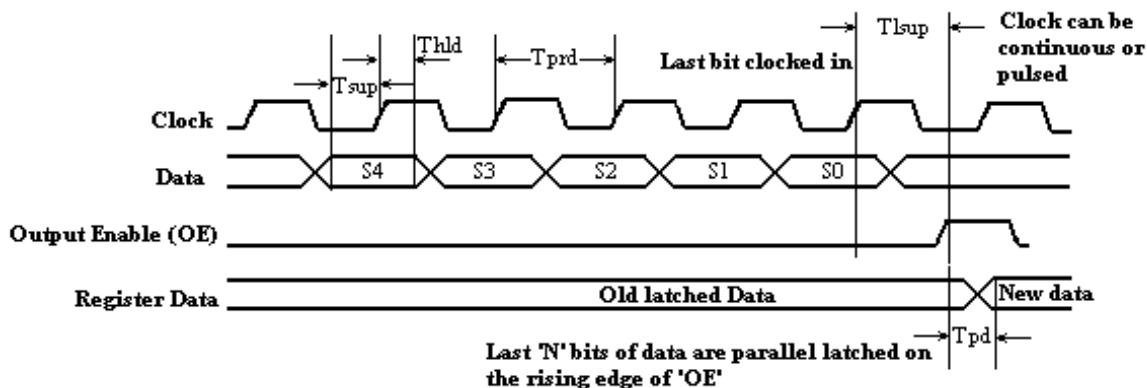 Tlsup
Clock can be
continuous or
pulsed
Thld
Tprd
Last bit clocked in
Tsup
Clock
Data
S4
S3
S2
S1
S0
Output Enable (OE)
Register Data
Old latched Data
New data
Tpd
Last 'N' bits of data are parallel latched on
the rising edge of 'OE'